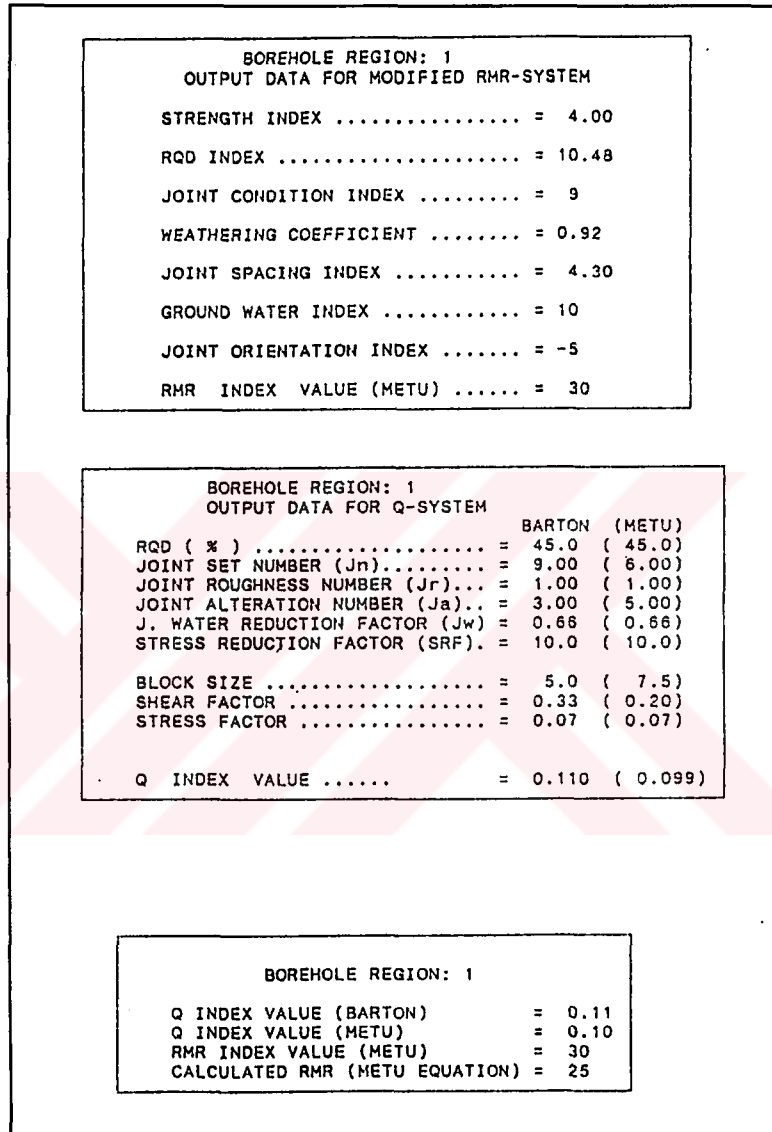 BOREHOLE REGION: 1
OUTPUT DATA FOR MODIFIED RMR-SYSTEM
STRENGTH INDEX ................ = 4.00
RQD INDEX ...................... = 10.48
JOINT CONDITION INDEX ......... = 9
WEATHERING COEFFICIENT ........ = 0.92
JOINT SPACING INDEX ........... = 4.30
GROUND WATER INDEX ............ = 10
JOINT ORIENTATION INDEX ....... = -5
RMR INDEX VALUE (METU) ...... = 30
BOREHOLE REGION: 1
OUTPUT DATA FOR Q-SYSTEM
BARTON (METU)
RQD ( % ) ..................... = 45.0 ( 45.0)
JOINT SET NUMBER (Jn)......... = 9.00 ( 6.00)
JOINT ROUGHNESS NUMBER (Jr)... = 1.00 ( 1.00)
JOINT ALTERATION NUMBER (Ja).. = 3.00 ( 5.00)
J. WATER REDUCTION FACTOR (Jw) = 0.66 ( 0.66)
STRESS REDUCTION FACTOR (SRF). = 10.0 ( 10.0)
BLOCK SIZE ................... = 5.0 ( 7.5)
SHEAR FACTOR ................. = 0.33 ( 0.20)
STRESS FACTOR ................ = 0.07 ( 0.07)
Q INDEX VALUE ...... = 0.110 ( 0.099)
BOREHOLE REGION: 1
Q INDEX VALUE (BARTON) = 0.11
Q INDEX VALUE (METU) = 0.10
RMR INDEX VALUE (METU) = 30
CALCULATED RMR (METU EQUATION) = 25